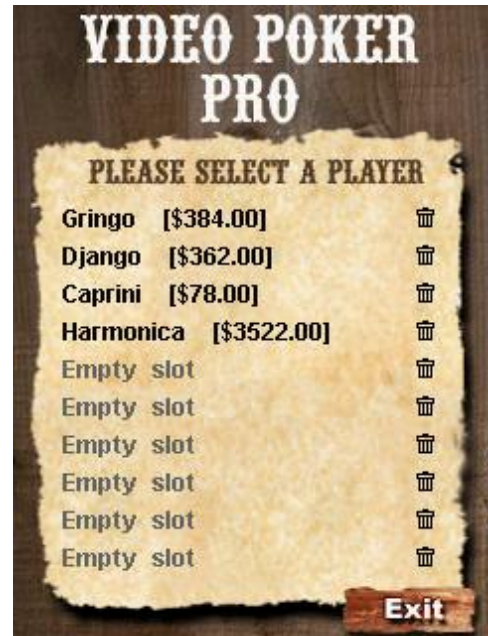 VIDEO POKER
PRO
PLEASE SELECT A PLAYER
Gringo [$384.00]
Django [$362.00]
Caprini [$78.00]
Harmonica [$3522.00]
Empty slot
Empty slot
Empty slot
Empty slot
Empty slot
Empty slot
Exit